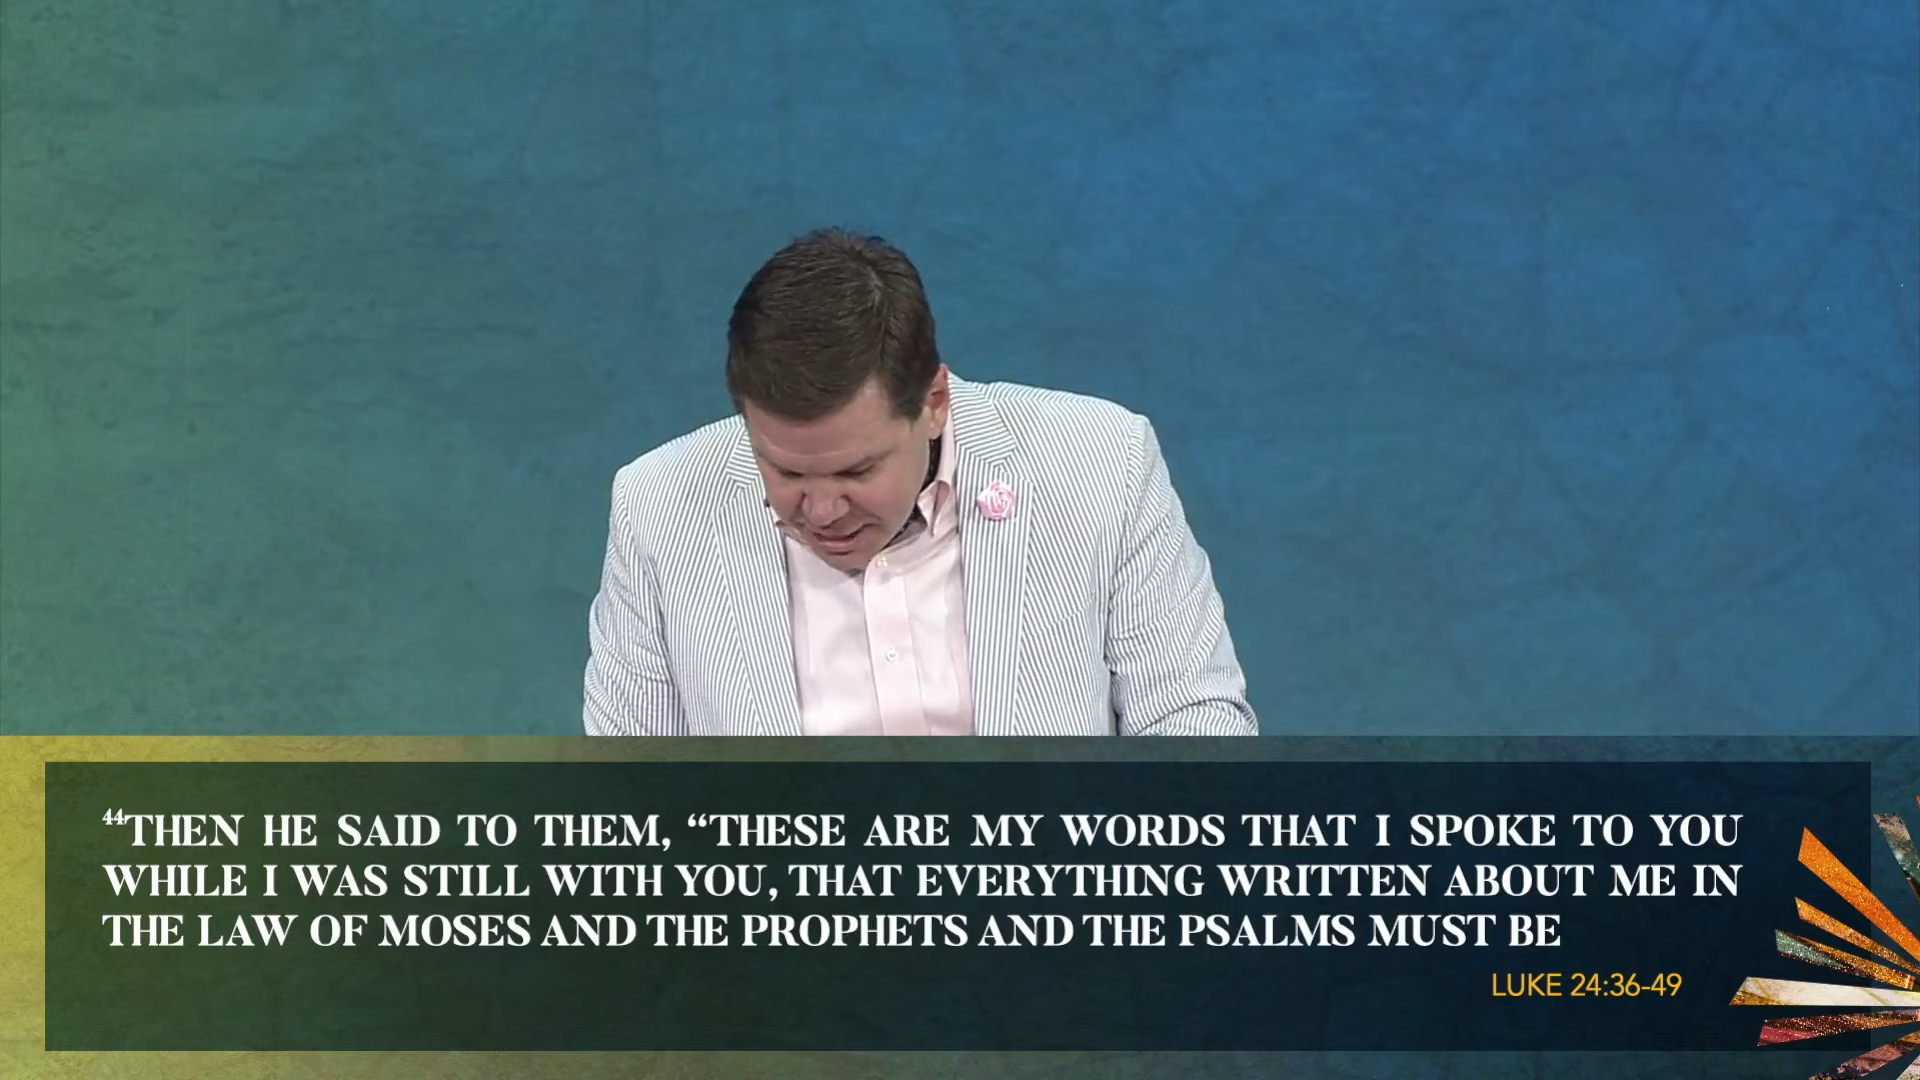 ⁴⁴THEN HE SAID TO THEM, “THESE ARE MY WORDS THAT I SPOKE TO YOU
WHILE I WAS STILL WITH YOU, THAT EVERYTHING WRITTEN ABOUT ME IN
THE LAW OF MOSES AND THE PROPHETS AND THE PSALMS MUST BE
LUKE 24:36-49